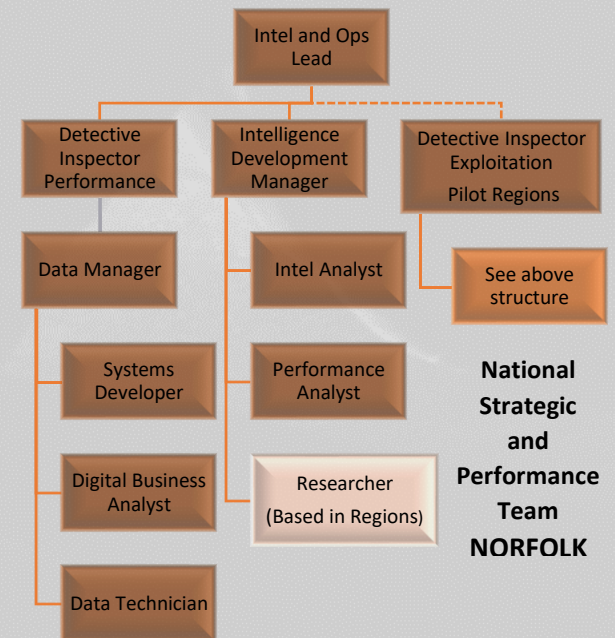 Intel and Ops
Lead
Detective
Inspector
Performance
Intelligence
Development
Manager
Detective Inspector
Exploitation
Pilot Regions
Data Manager
Intel Analyst
See above
structure
Systems
Developer
Performance
Analyst
Digital Business
Analyst
Researcher
(Based in Regions)
Data Technician
National
Strategic
and
Performance
Team
NORFOLK